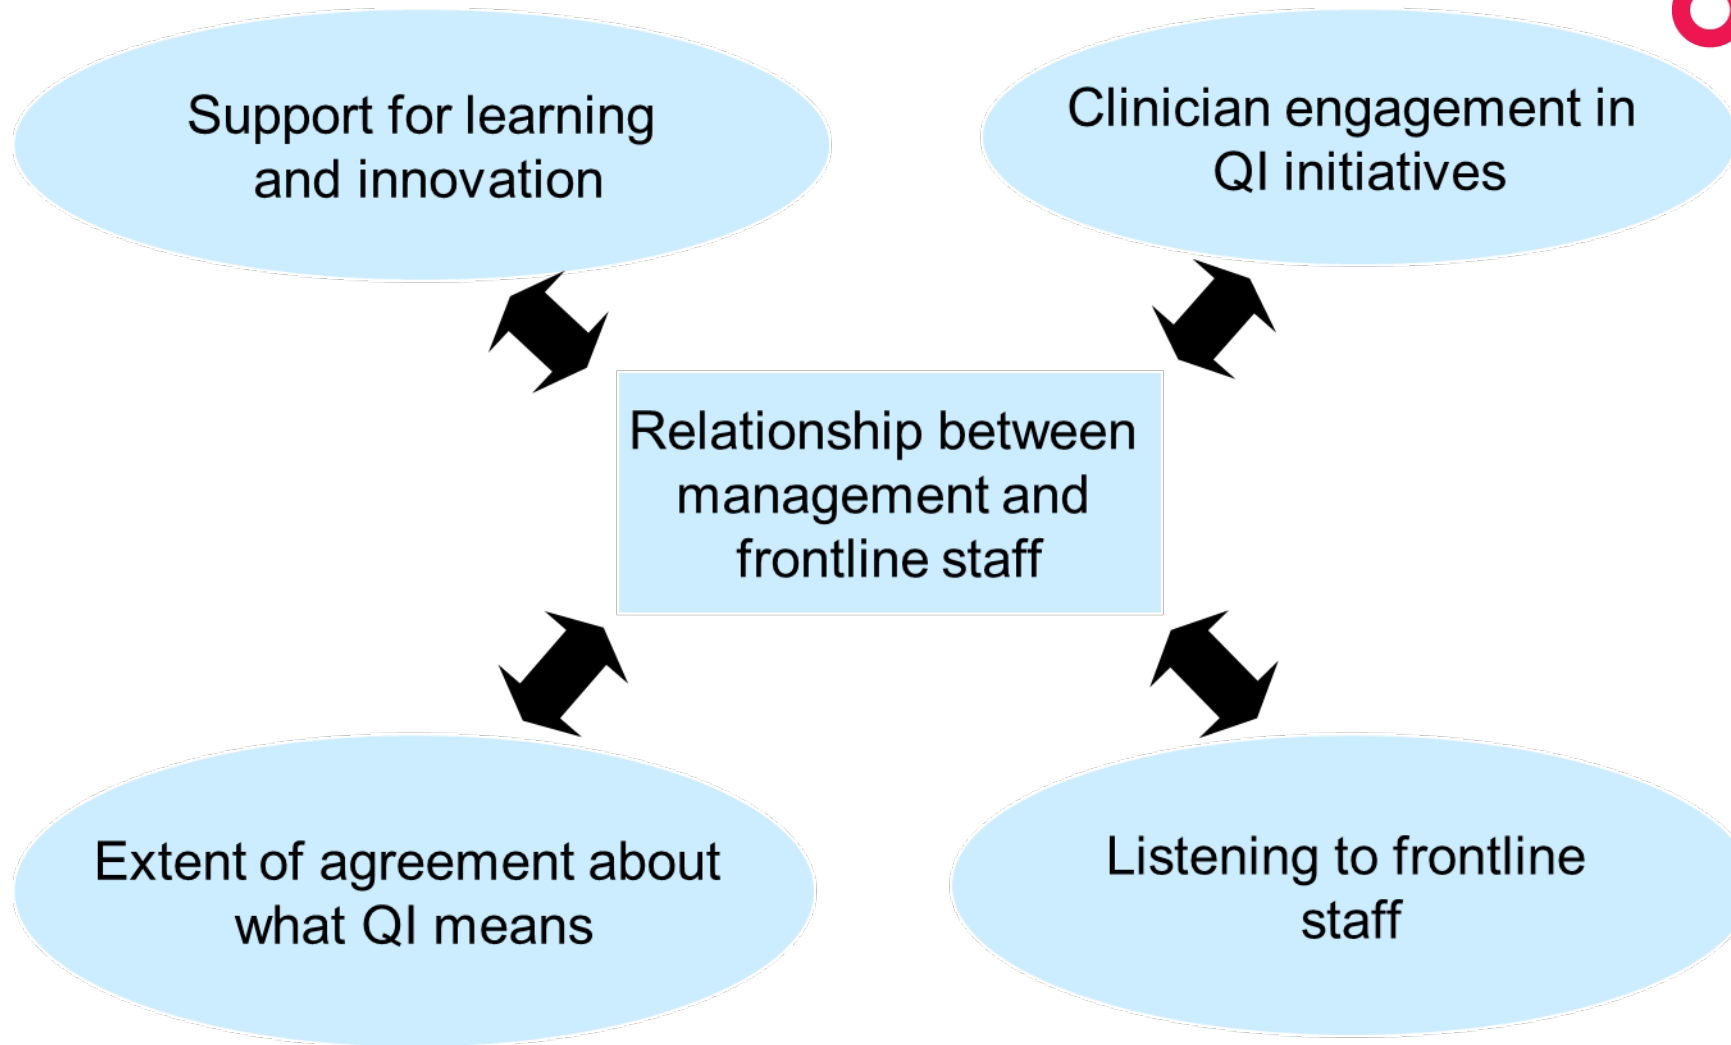 Support for learning
and innovation
Clinician engagement in
QI initiatives
Relationship between
management and
frontline staff
Extent of agreement about
what QI means
Listening to frontline
staff